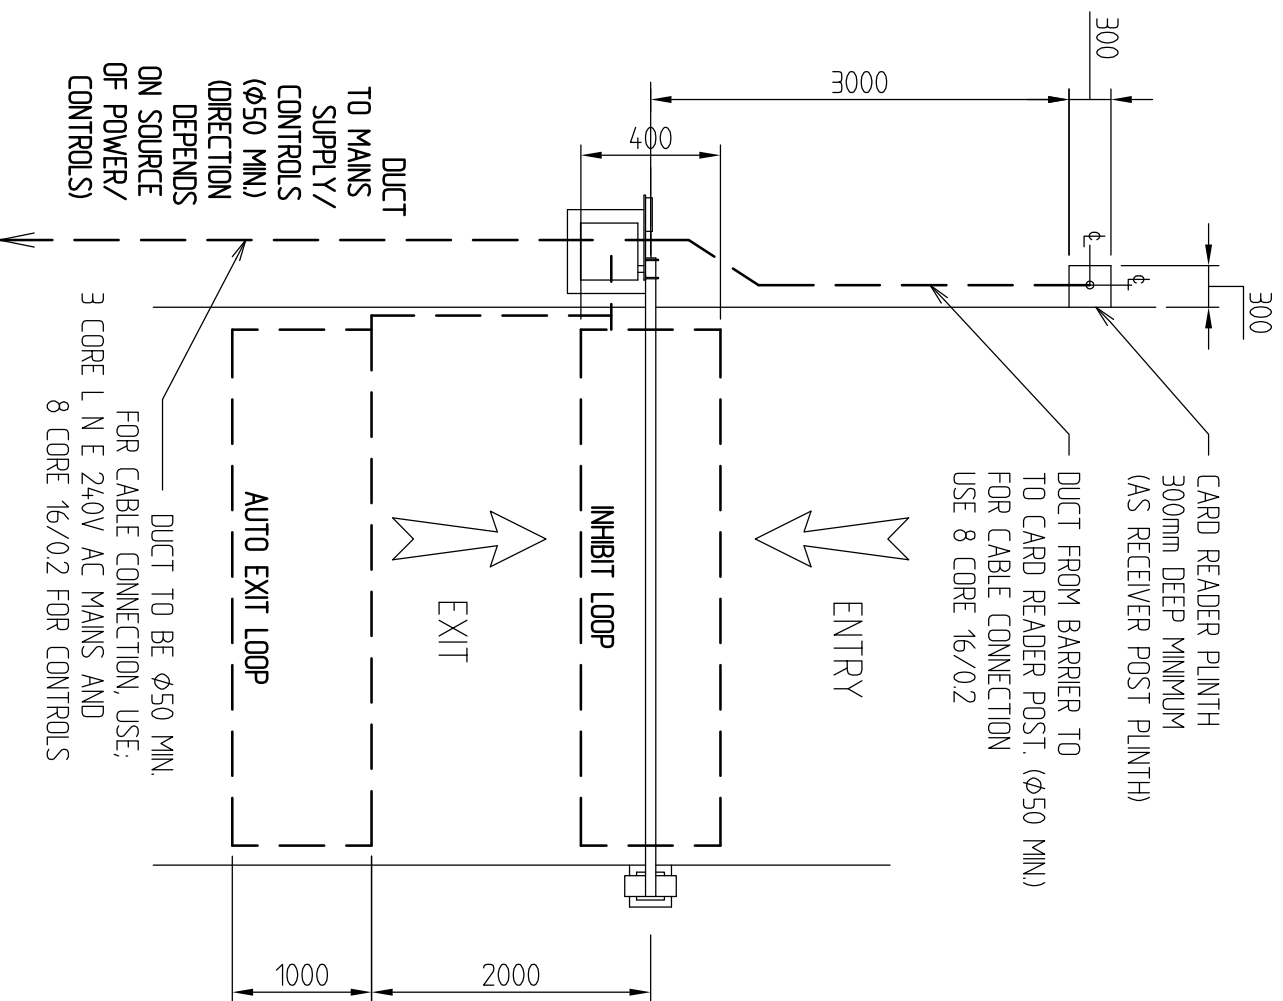 CARD READER PLINTH
300mm DEEP MINIMUM
(AS RECEIVER POST PLINTH)
DUCT FROM BARRIER TO
TO CARD READER POST. (Ø50 MIN.)
FOR CABLE CONNECTION
USE 8 CORE 16/0.2
300
300
3000
400
ENTRY
INHIBIT LOOP
EXIT
AUTO EXIT LOOP
DUCT
TO MAINS
SUPPLY/
CONTROLS
(Ø50 MIN.)
(DIRECTION
DEPENDS
ON SOURCE
OF POWER/
CONTROLS)
DUCT TO BE Ø50 MIN.
FOR CABLE CONNECTION, USE;
3 CORE L N E 240V AC MAINS AND
8 CORE 16/0.2 FOR CONTROLS
2000
1000